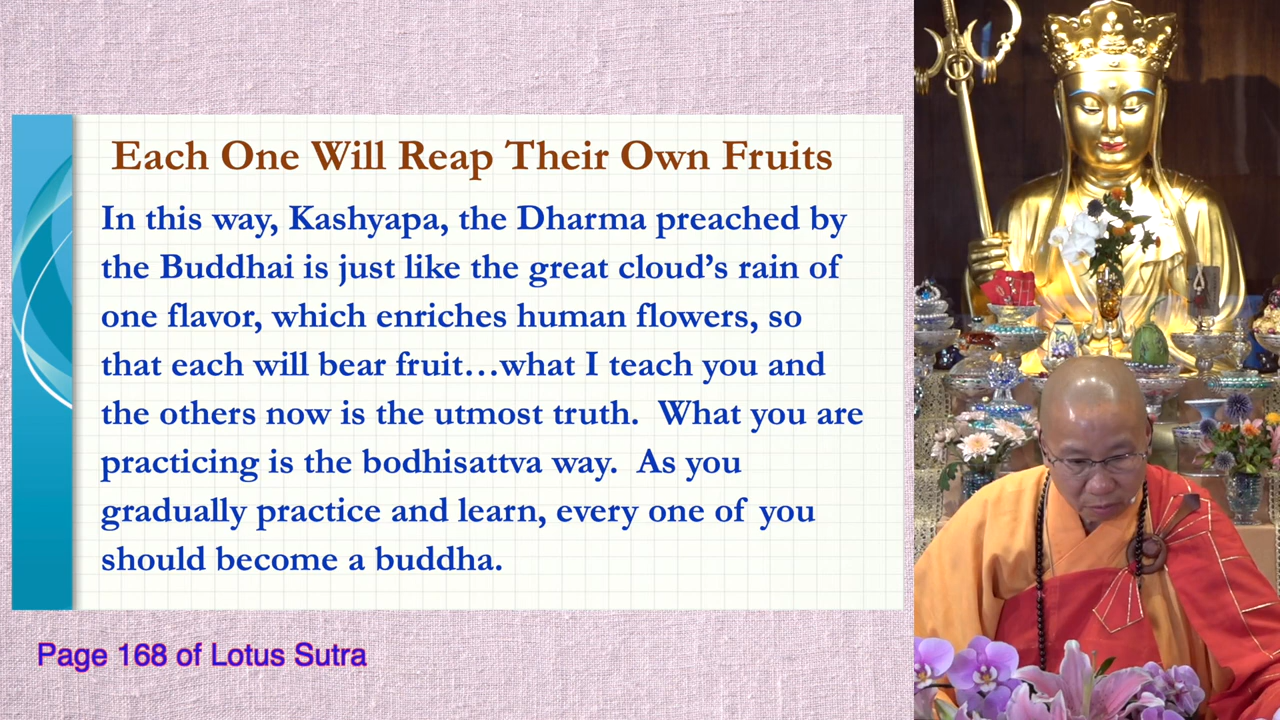 Each One Will Reap Their Own Fruits
In this way, Kashyapa, the Dharma preached by
the Buddhai is just like the great cloud’s rain of
one flavor, which enriches human flowers, so
that each will bear fruit…what I teach you and
the others now is the utmost truth.  What you are
practicing is the bodhisattva way.  As you
gradually practice and learn, every one of you
should become a buddha.
Page 168 of Lotus Sutra